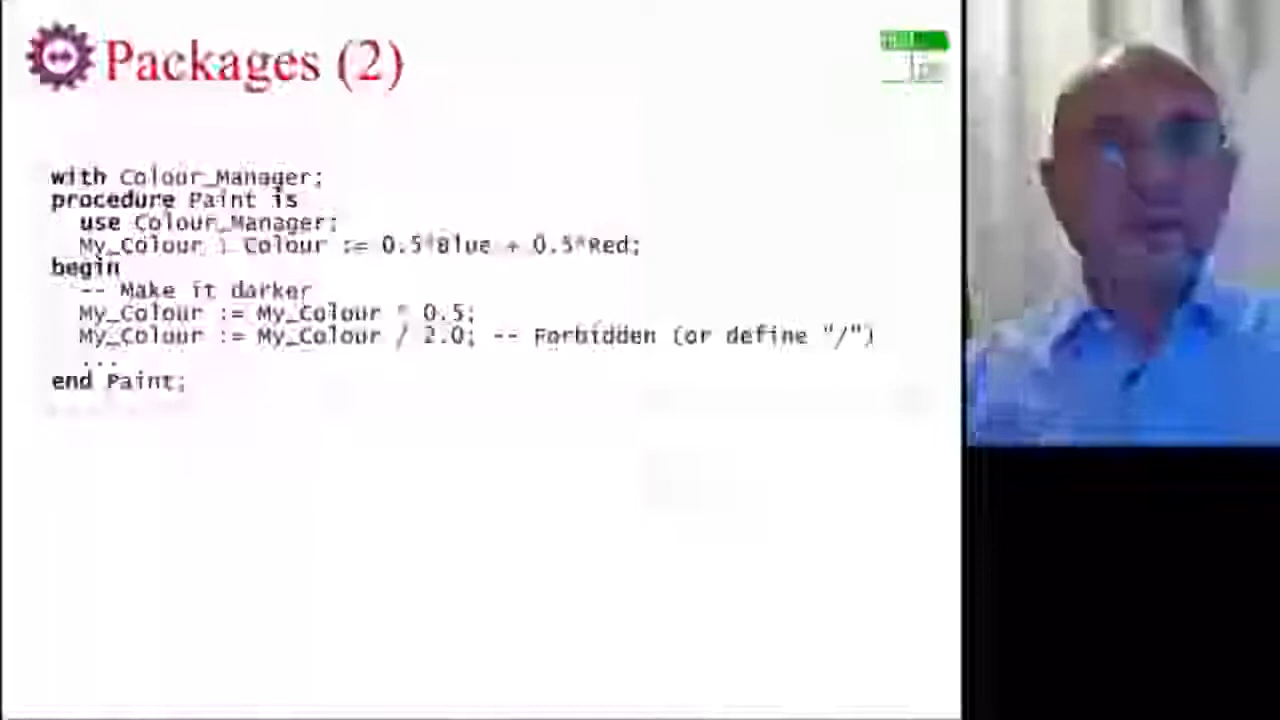 Packages (2)
with Colour_Manager;
procedure Paint is
use Colour_Manager;
My_Colour : Colour := 0.5*Blue + 0.5*Red;
begin
-- Make it darker
My_Colour := My_Colour * 0.5;
My_Colour := My_Colour / 2.0; -- Forbidden (or define "/")
...
end Paint;